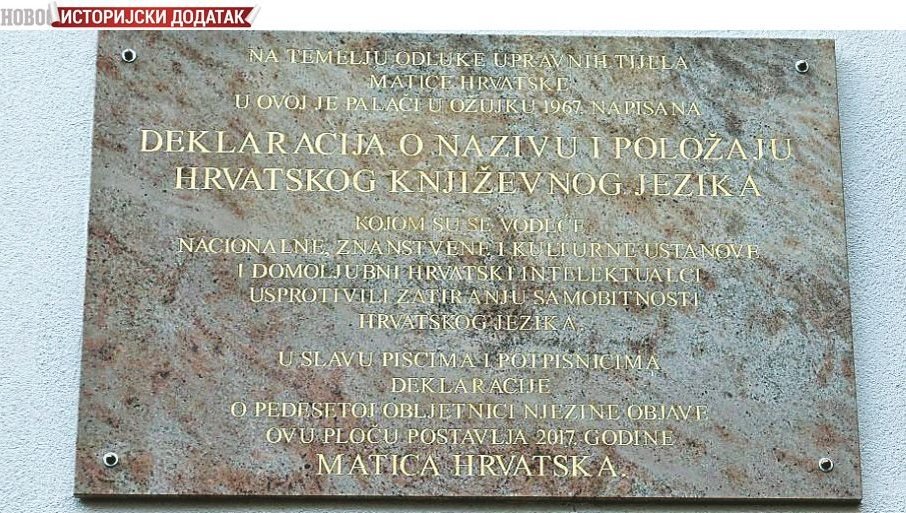 НОВО
ИСТОРИЈСКИ ДОДАТАК
NA TEMELJU ODLUKE UPRAVNIH TIJELA
MATICE HRVATSKE
U OVOJ JE PALAČI U OŽUJKU 1967. NAPISANA
DEKLARACIJA O NAZIVU I POLOŽAJU
HRVATSKOG KNJIŽEVNOG JEZIKA
KOJOM SU SE VODEĆE
NACIONALNE, ZNANSTVENE I KULTURNE USTANOVE
I DOMOLJUBNI HRVATSKI INTELEKTUALCI
USPROTIVILI ZATIRANJU SAMOBITNOSTI
HRVATSKOG JEZIKA.
U SLAVU PISCIMA I POTPISNICIMA
DEKLARACIJE
O PEDESETOJ OBLJETNICI NJEZINE OBJAVE
OVU PLOČU POSTAVLJA 2017. GODINE
MATICA HRVATSKA.